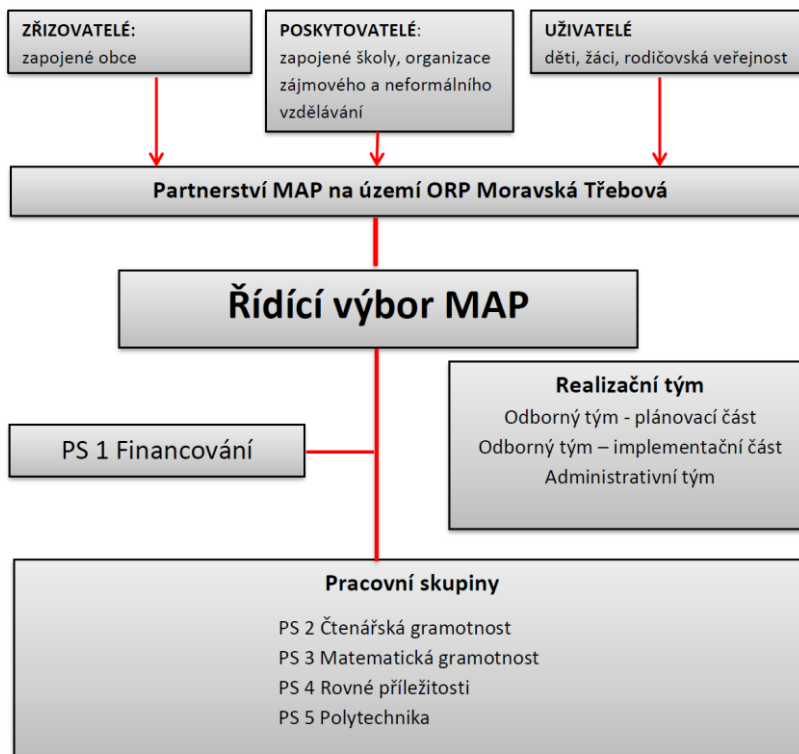 ZŘIZOVATELÉ:
zapojené obce
POSKYTOVATELÉ:
zapojené školy, organizace
zájmového a neformálního
vzdělávání
UŽIVATELÉ
děti, žáci, rodičovská veřejnost
Partnerství MAP na území ORP Moravská Třebová
Řídící výbor MAP
Realizační tým
Odborný tým - plánovací část
Odborný tým – implementační část
Administrativní tým
PS 1 Financování
Pracovní skupiny
PS 2 Čtenářská gramotnost
PS 3 Matematická gramotnost
PS 4 Rovné příležitosti
PS 5 Polytechnika